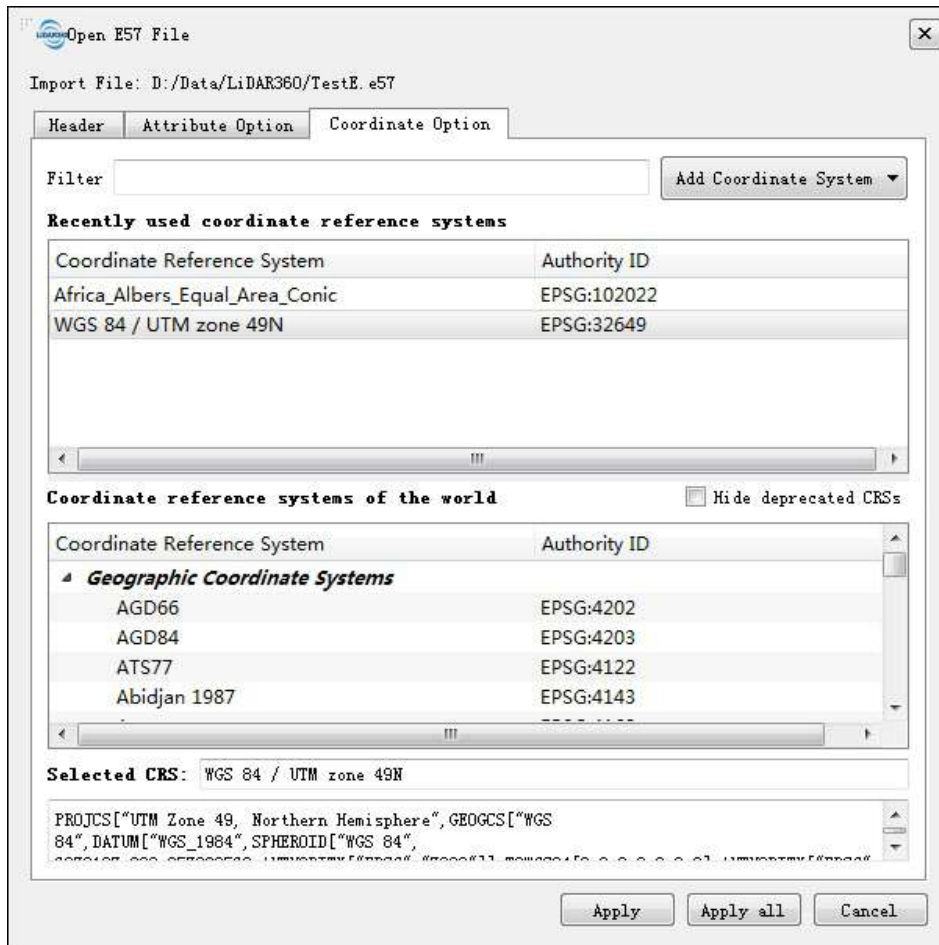 Open E57 File
Import File: D:/Data/LiDAR360/TestE.e57
Header Attribute Option Coordinate Option
Filter Add Coordinate System
Recently used coordinate reference systems
Coordinate Reference System Authority ID
Africa_Albers_Equal_Area_Conic EPSG:102022
WGS 84 / UTM zone 49N EPSG:32649
Coordinate reference systems of the world Hide deprecated CRSs
Coordinate Reference System Authority ID
Geographic Coordinate Systems
AGD66 EPSG:4202
AGD84 EPSG:4203
ATS77 EPSG:4122
Abidjan 1987 EPSG:4143
Selected CRS: WGS 84 / UTM zone 49N
PROJCS["UTM Zone 49, Northern Hemisphere",GEOGCS["WGS
84",DATUM["WGS_1984",SPHEROID["WGS 84",
Apply Apply all Cancel